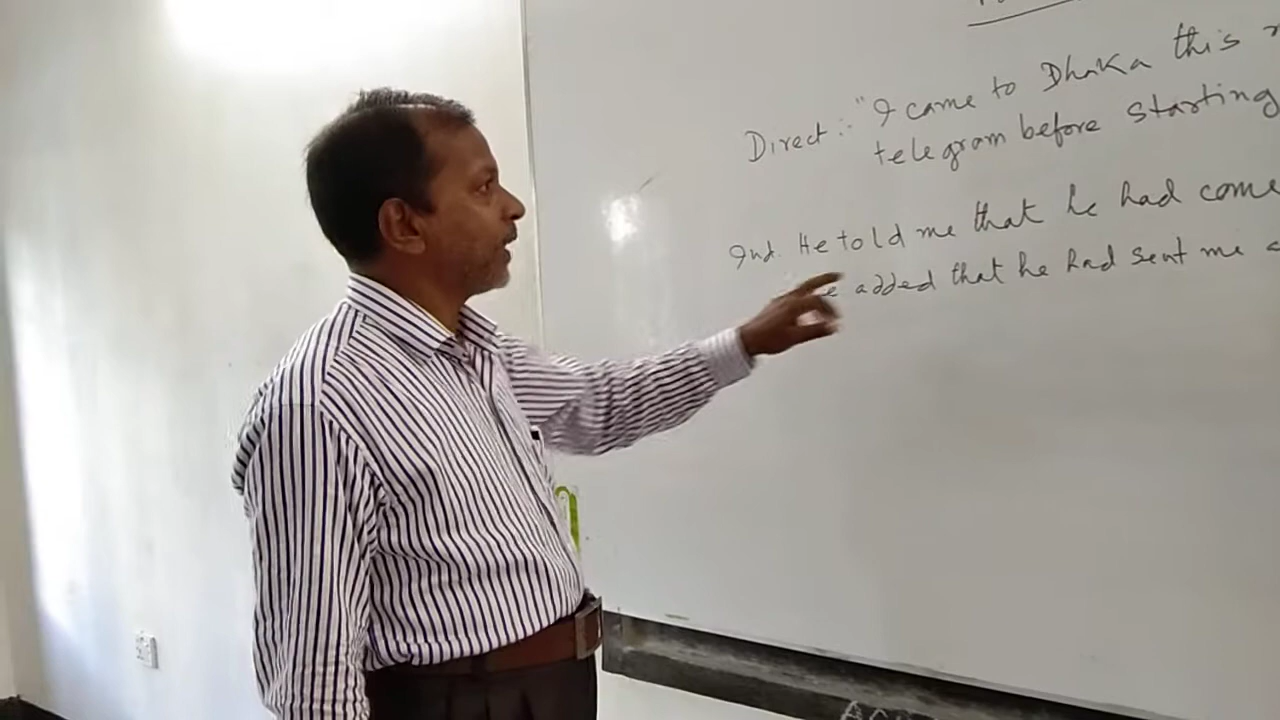 Direct :- "I came to Dhaka this
telegram before starting
Ind. He told me that he had come
added that he had sent me